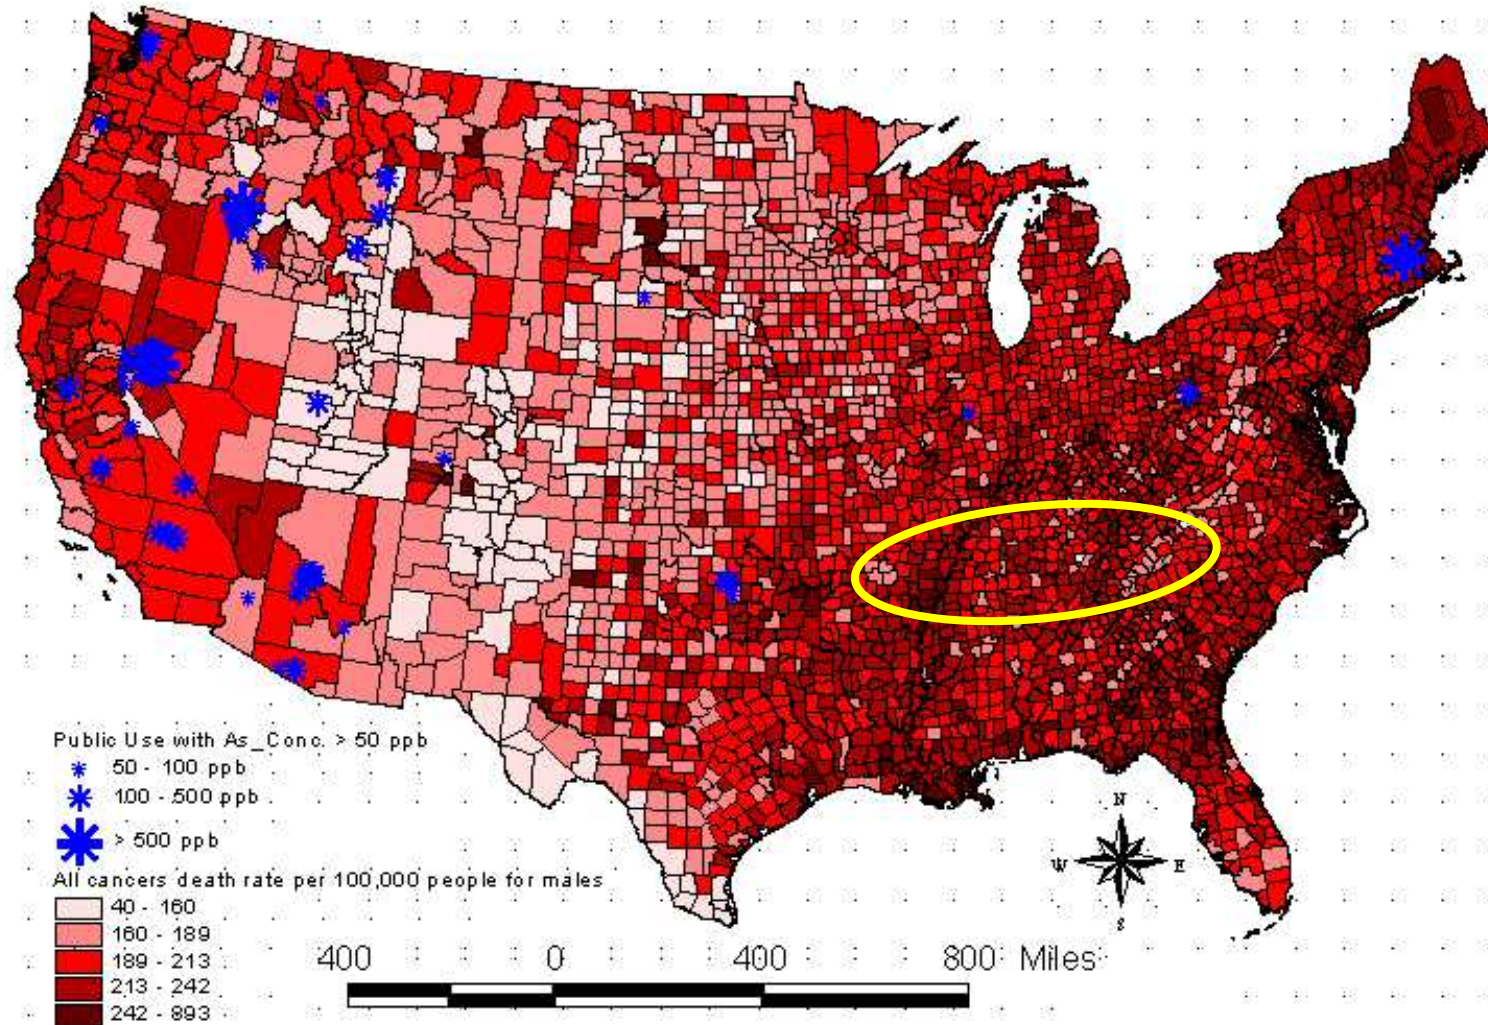 Public Use with As_Conc. > 50 ppb
50 - 100 ppb
100 - 500 ppb
> 500 ppb
All cancers death rate per 100,000 people for males
40 - 160
160 - 189
189 - 213
213 - 242
242 - 893
400 0 400 800 Miles
N
W E
S